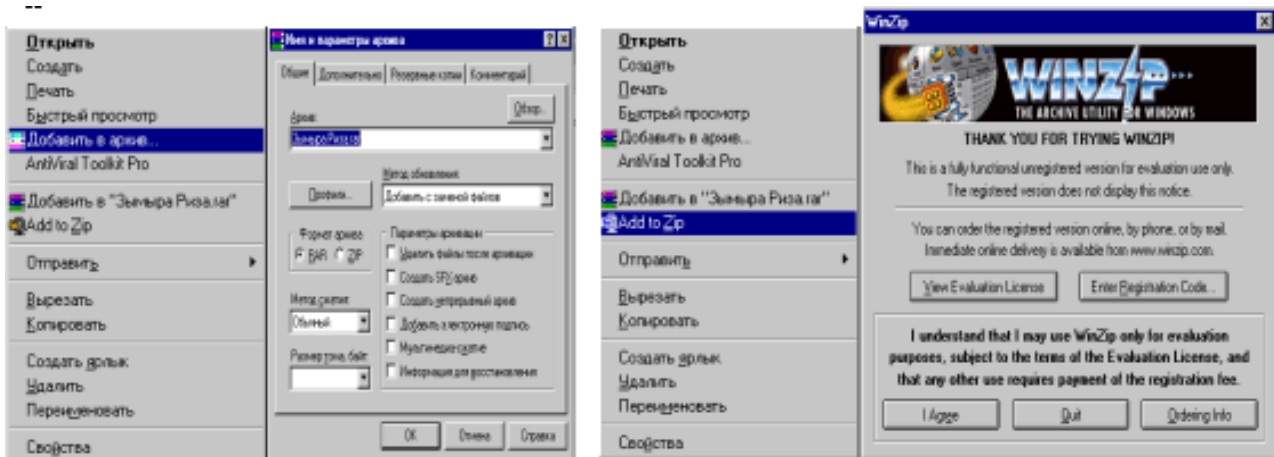 --
Открыть
Создать
Печать
Быстрый просмотр
Добавить в архив...
AntiViral Toolkit Pro
Добавить в "Зымыра Риза.rar"
Add to Zip
Отправить
Вырезать
Копировать
Создать ярлык
Удалить
Переименовать
Свойства
Имя и параметры архива
Общие Дополнительно Резервные копии Комментарий
Обзор...
Архив:
Метод обновления:
Профили... Добавить с заменой файлов
Формат архива Параметры архивации
RAR ZIP Удалить файлы после архивации
Создать SFX архив
Метод сжатия: Создать непрерывный архив
Обычный Добавить электронную подпись
Мультимедиа сжатие
Размер тома, байт: Информация для восстановления
OK Отмена Справка
Открыть
Создать
Печать
Быстрый просмотр
Добавить в архив...
AntiViral Toolkit Pro
Добавить в "Зымыра Риза.rar"
Add to Zip
Отправить
Вырезать
Копировать
Создать ярлык
Удалить
Переименовать
Свойства
WinZip
WINZIP
THE ARCHIVE UTILITY FOR WINDOWS
THANK YOU FOR TRYING WINZIP!
This is a fully functional unregistered version for evaluation use only.
The registered version does not display this notice.
You can order the registered version online, by phone, or by mail.
Immediate online delivery is available from www.winzip.com.
View Evaluation License Enter Registration Code...
I understand that I may use WinZip only for evaluation
purposes, subject to the terms of the Evaluation License, and
that any other use requires payment of the registration fee.
I Agree Quit Ordering Info